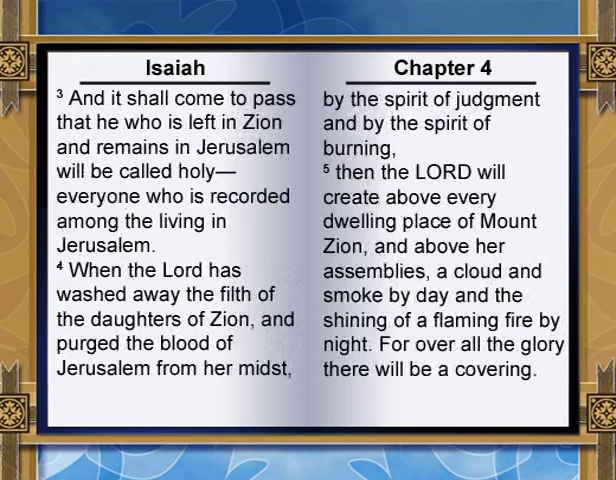 Isaiah
³ And it shall come to pass
that he who is left in Zion
and remains in Jerusalem
will be called holy—
everyone who is recorded
among the living in
Jerusalem.
⁴ When the Lord has
washed away the filth of
the daughters of Zion, and
purged the blood of
Jerusalem from her midst,
Chapter 4
by the spirit of judgment
and by the spirit of
burning,
⁵ then the LORD will
create above every
dwelling place of Mount
Zion, and above her
assemblies, a cloud and
smoke by day and the
shining of a flaming fire by
night. For over all the glory
there will be a covering.